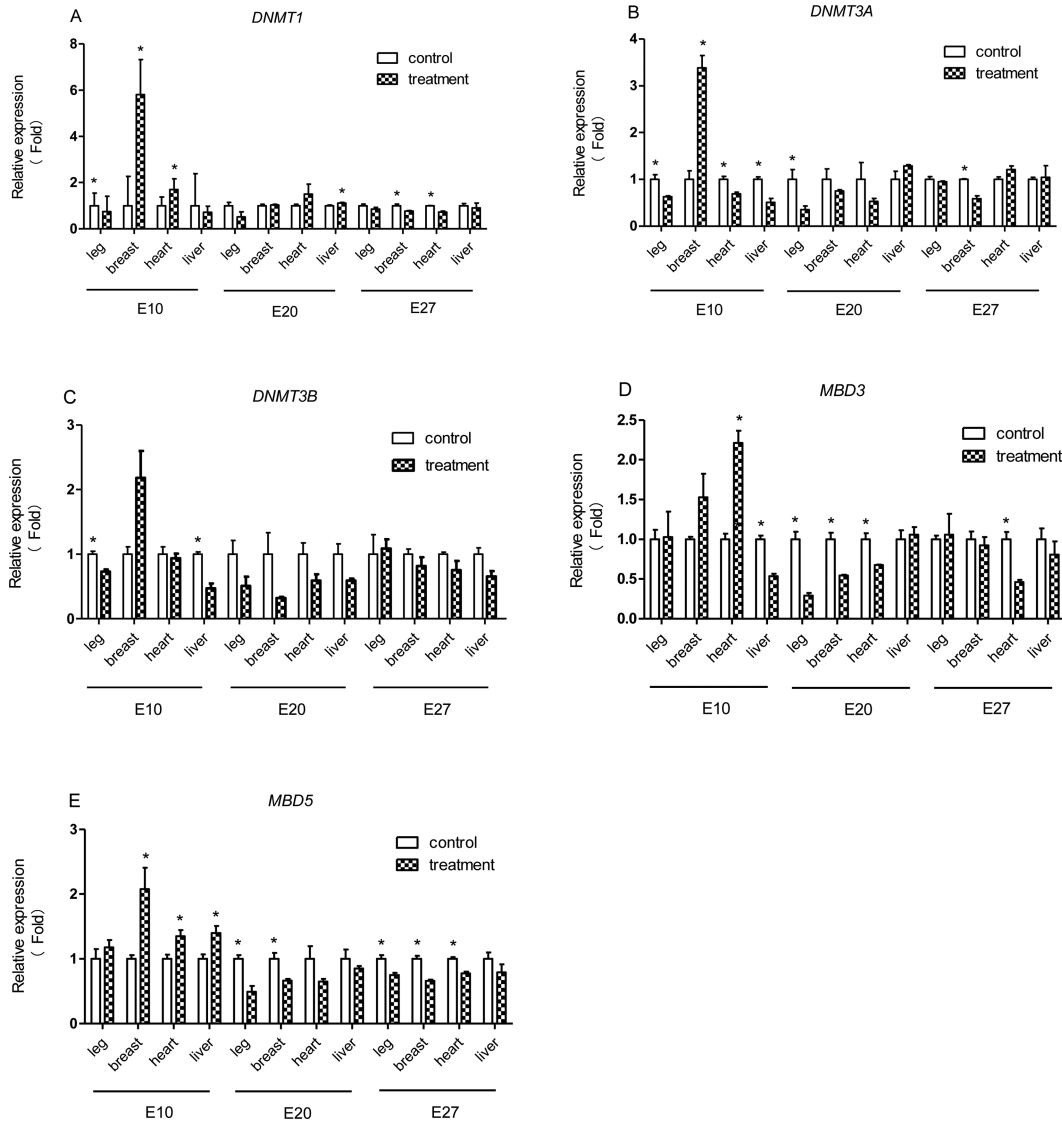 A
DNMT1
Relative expression
( Fold)
8
6
4
2
0
*
*
*
*
*
*
control
treatment
leg breast heart liver leg breast heart liver leg breast heart liver
E10 E20 E27
B
DNMT3A
Relative expression
( Fold)
4
3
2
1
0
*
*
*
*
*
*
control
treatment
leg breast heart liver leg breast heart liver leg breast heart liver
E10 E20 E27
C
DNMT3B
Relative expression
( Fold)
3
2
1
0
*
*
control
treatment
leg breast heart liver leg breast heart liver leg breast heart liver
E10 E20 E27
D
MBD3
Relative expression
( Fold)
2.5
2.0
1.5
1.0
0.5
0.0
*
*
*
*
*
*
control
treatment
leg breast heart liver leg breast heart liver leg breast heart liver
E10 E20 E27
E
MBD5
Relative expression
( Fold)
3
2
1
0
*
*
*
*
*
*
*
*
control
treatment
leg breast heart liver leg breast heart liver leg breast heart liver
E10 E20 E27